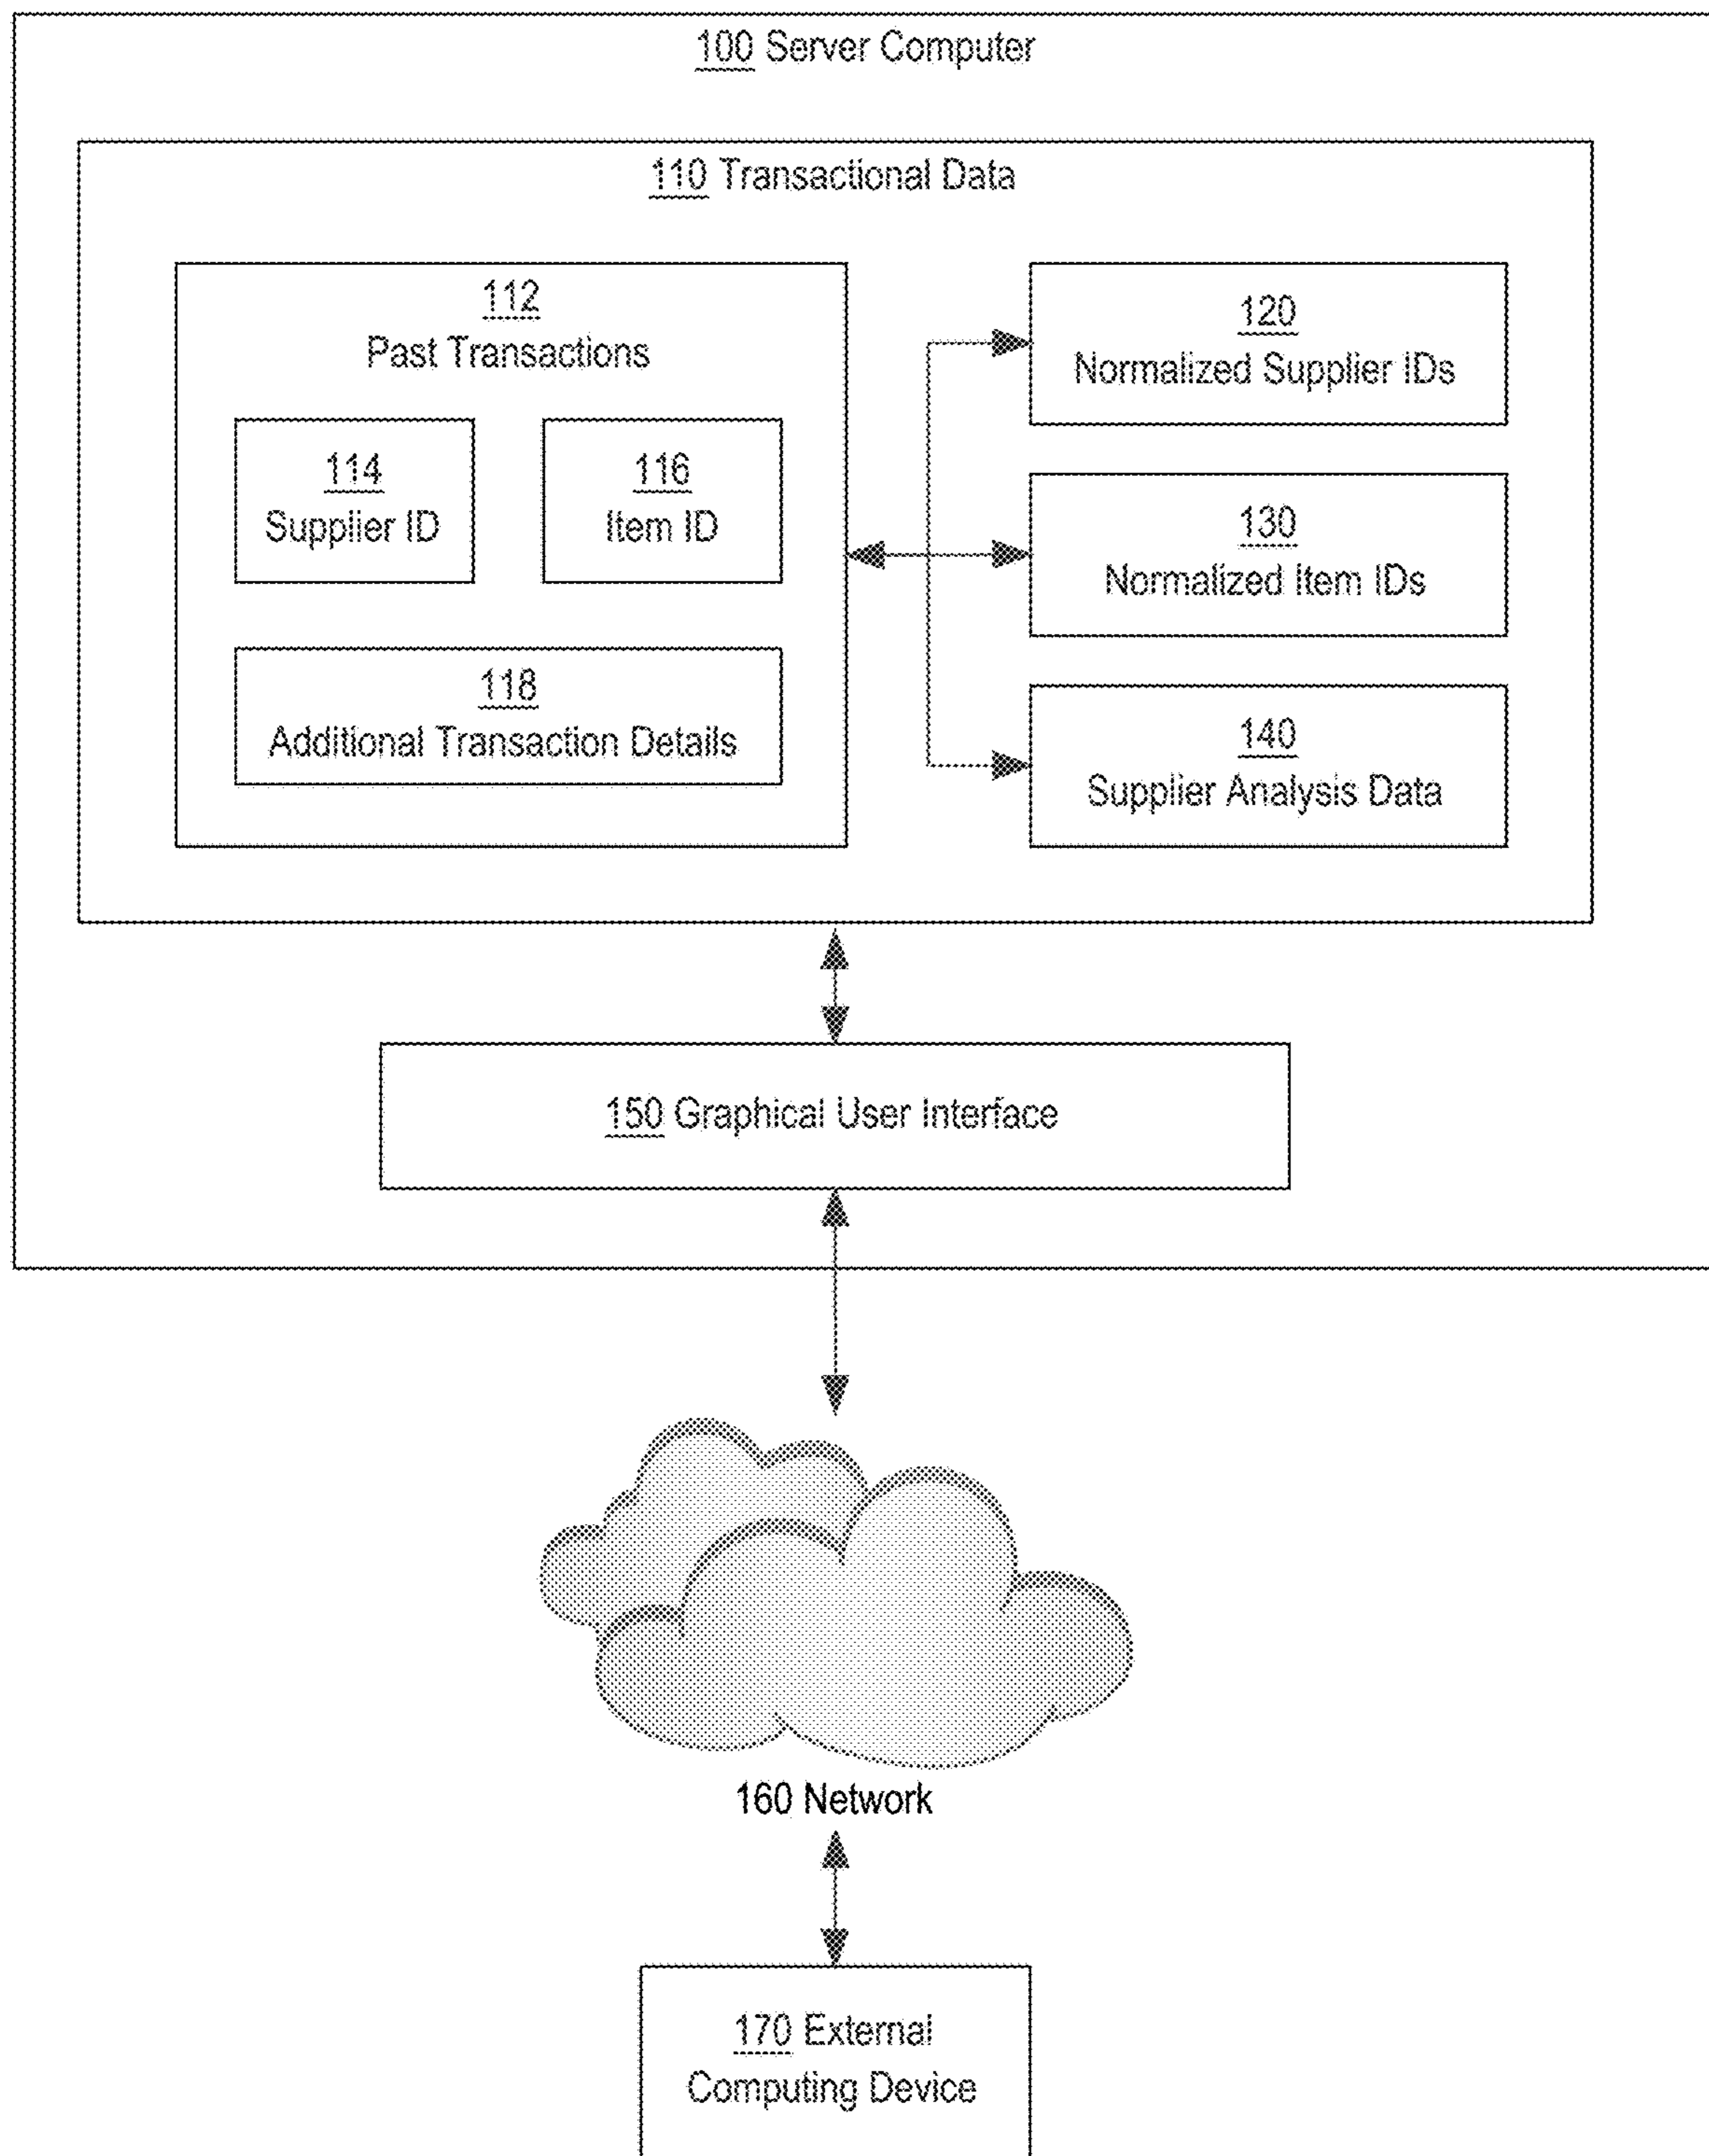 100 Server Computer
110 Transactional Data
112
Past Transactions
114
Supplier ID
116
Item ID
118
Additional Transaction Details
120
Normalized Supplier IDs
130
Normalized Item IDs
140
Supplier Analysis Data
150 Graphical User Interface
160 Network
170 External
Computing Device